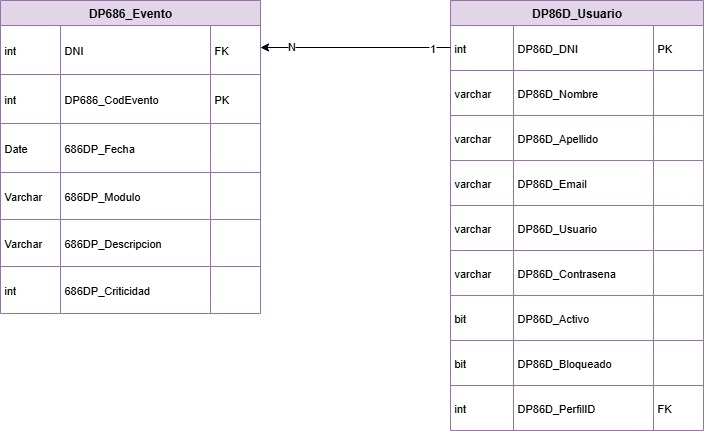 DP686_Evento
int DNI FK
int DP686_CodEvento PK
Date 686DP_Fecha
Varchar 686DP_Modulo
Varchar 686DP_Descripcion
int 686DP_Criticidad
N 1
DP86D_Usuario
int DP86D_DNI PK
varchar DP86D_Nombre
varchar DP86D_Apellido
varchar DP86D_Email
varchar DP86D_Usuario
varchar DP86D_Contrasena
bit DP86D_Activo
bit DP86D_Bloqueado
int DP86D_PerfilID FK